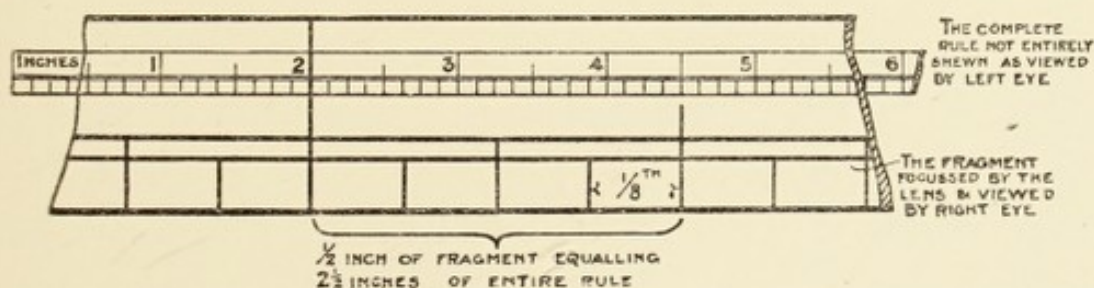 INCHES 1 2 3 4 5 6
THE COMPLETE
RULE NOT ENTIRELY
SHEWN AS VIEWED
BY LEFT EYE
THE FRAGMENT
FOCUSSED BY THE
LENS & VIEWED
BY RIGHT EYE
1/8TH
1/2 INCH OF FRAGMENT EQUALLING
2 1/2 INCHES OF ENTIRE RULE